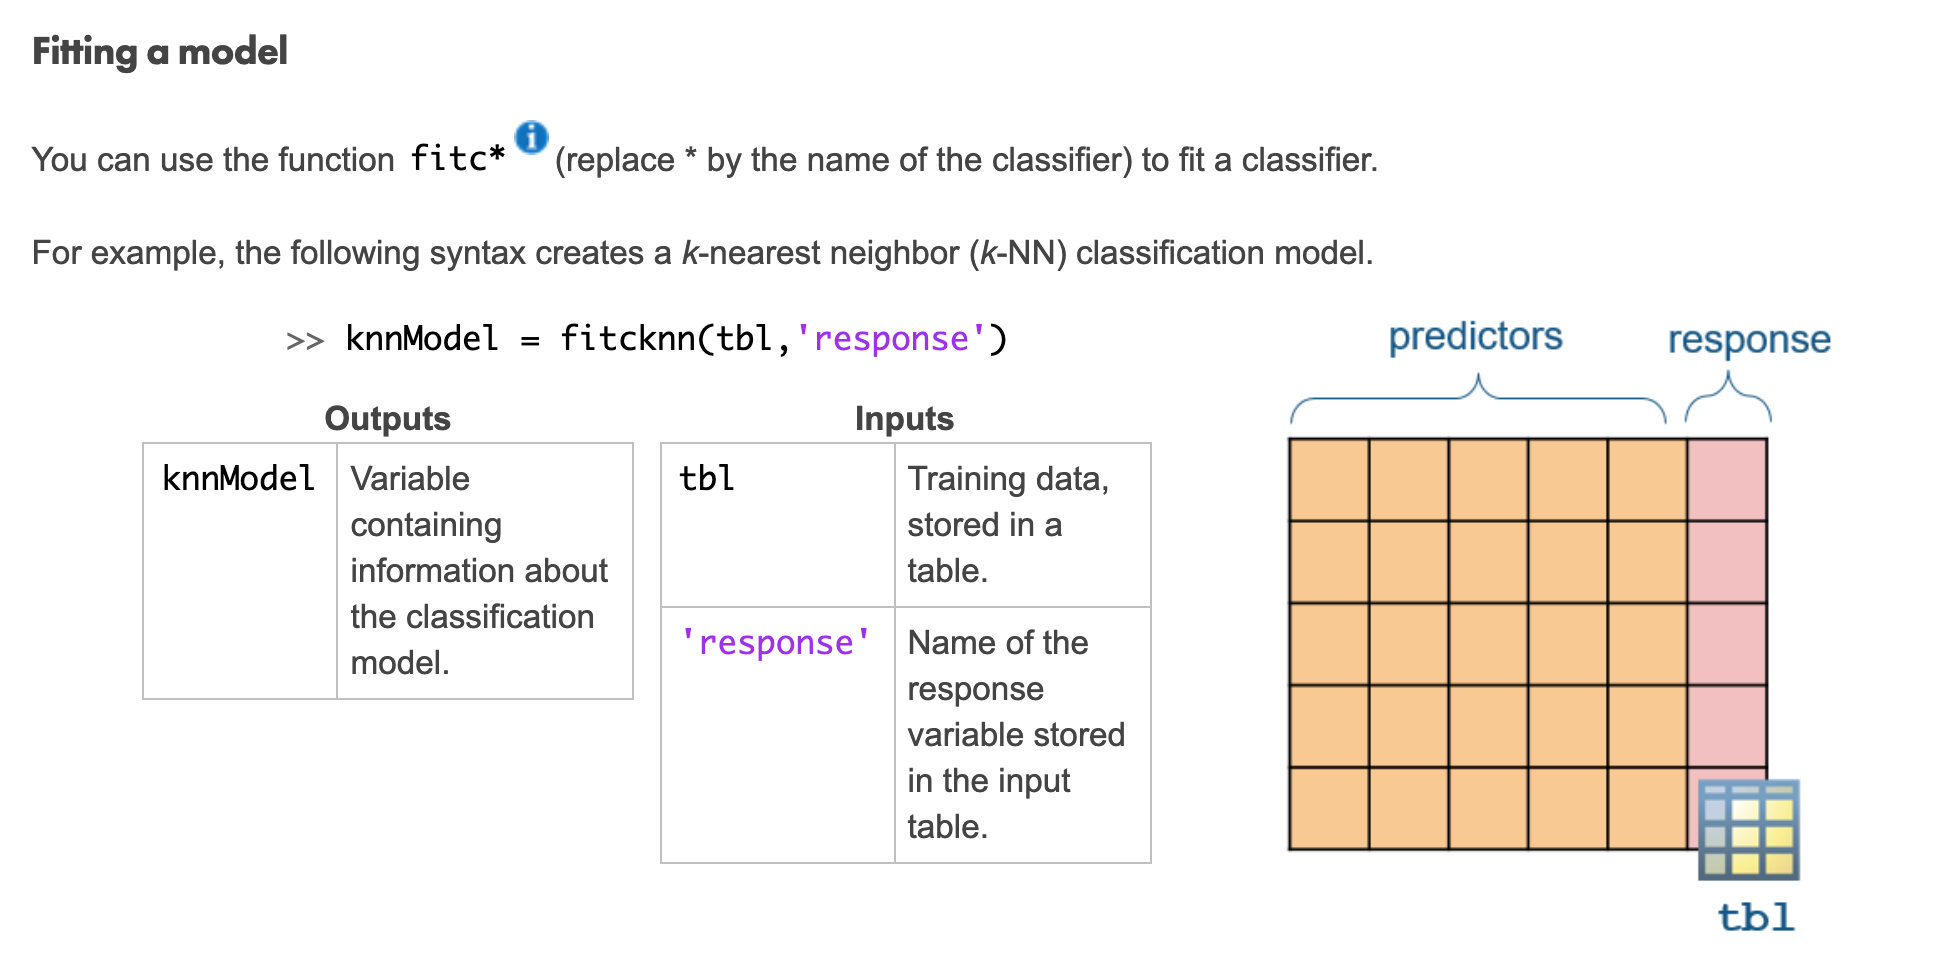 Fitting a model
You can use the function fitc* (replace * by the name of the classifier) to fit a classifier.
For example, the following syntax creates a k-nearest neighbor (k-NN) classification model.
>> knnModel = fitcknn(tbl,'response')
Outputs
knnModel
Variable
containing
information about
the classification
model.
Inputs
tbl
Training data,
stored in a
table.
'response'
Name of the
response
variable stored
in the input
table.
predictors
response
tbl